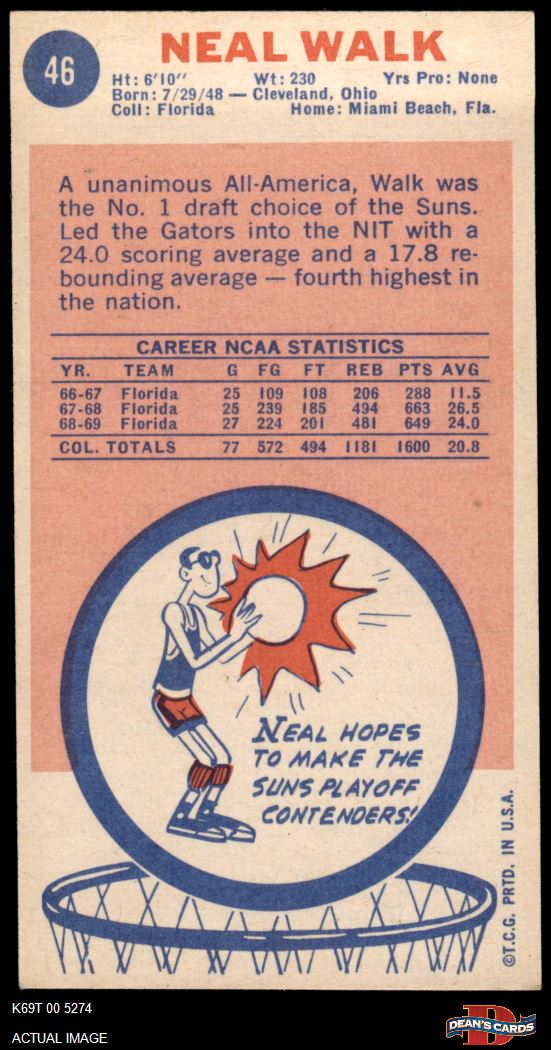 46
NEAL WALK
Ht: 6'10" Wt: 230 Yrs Pro: None
Born: 7/29/48 — Cleveland, Ohio
Coll: Florida Home: Miami Beach, Fla.
A unanimous All-America, Walk was
the No. 1 draft choice of the Suns.
Led the Gators into the NIT with a
24.0 scoring average and a 17.8 re-
bounding average — fourth highest in
the nation.
CAREER NCAA STATISTICS
YR. TEAM G FG FT REB PTS AVG
66-67 Florida 25 109 108 206 288 11.5
67-68 Florida 25 239 185 494 663 26.5
68-69 Florida 27 224 201 481 649 24.0
COL. TOTALS 77 572 494 1181 1600 20.8
NEAL HOPES
TO MAKE THE
SUNS PLAYOFF
CONTENDERS!
©T.C.G. PRTD. IN U.S.A.
K69T 00 5274
ACTUAL IMAGE
D
DEAN'S CARDS